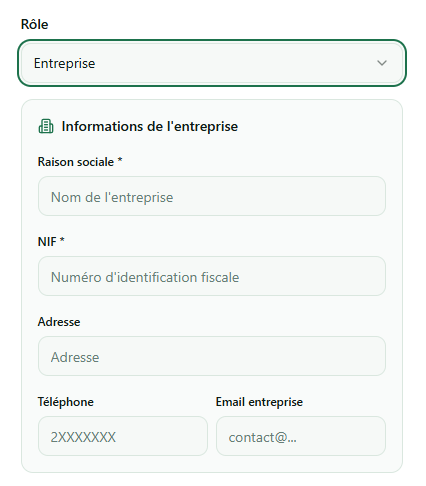 Rôle
Entreprise
Informations de l'entreprise
Raison sociale *
Nom de l'entreprise
NIF *
Numéro d'identification fiscale
Adresse
Adresse
Téléphone
Email entreprise
2XXXXXXX
contact@...